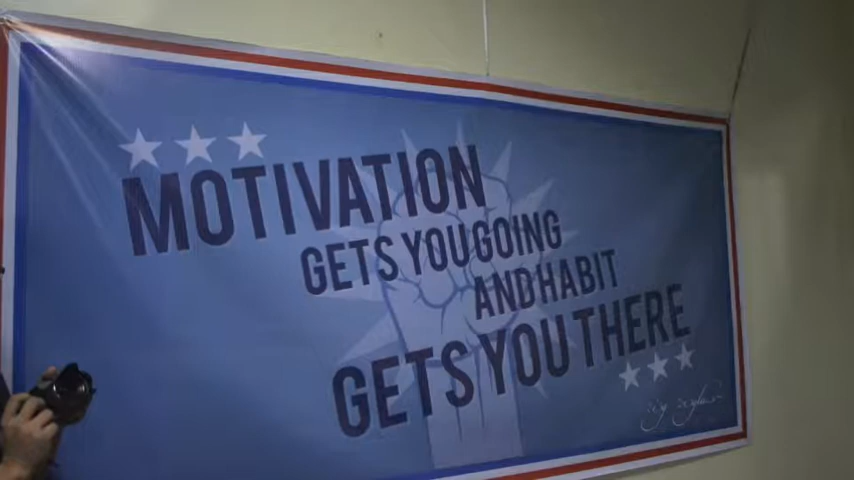 MOTIVATION
GETS YOU GOING
AND HABIT
GETS YOU THERE